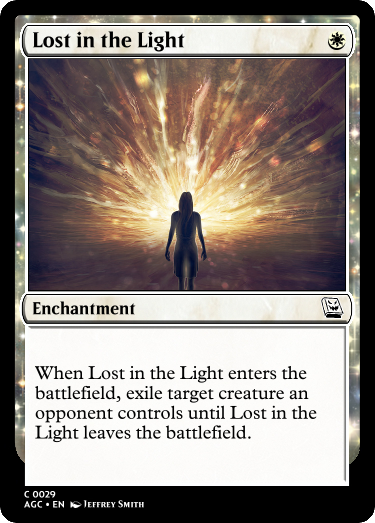 Lost in the Light
Enchantment
When Lost in the Light enters the
battlefield, exile target creature an
opponent controls until Lost in the
Light leaves the battlefield.
C 0029
AGC • EN Jeffrey Smith